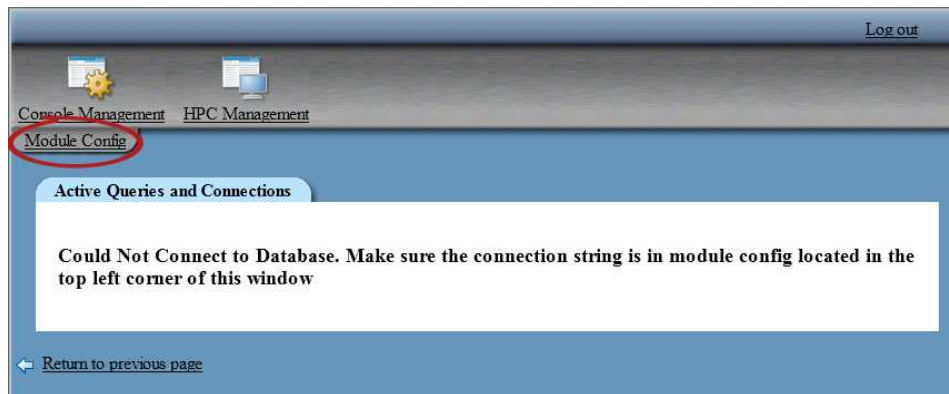 Log out
Console Management
HPC Management
Module Config
Active Queries and Connections
Could Not Connect to Database. Make sure the connection string is in module config located in the
top left corner of this window
Return to previous page